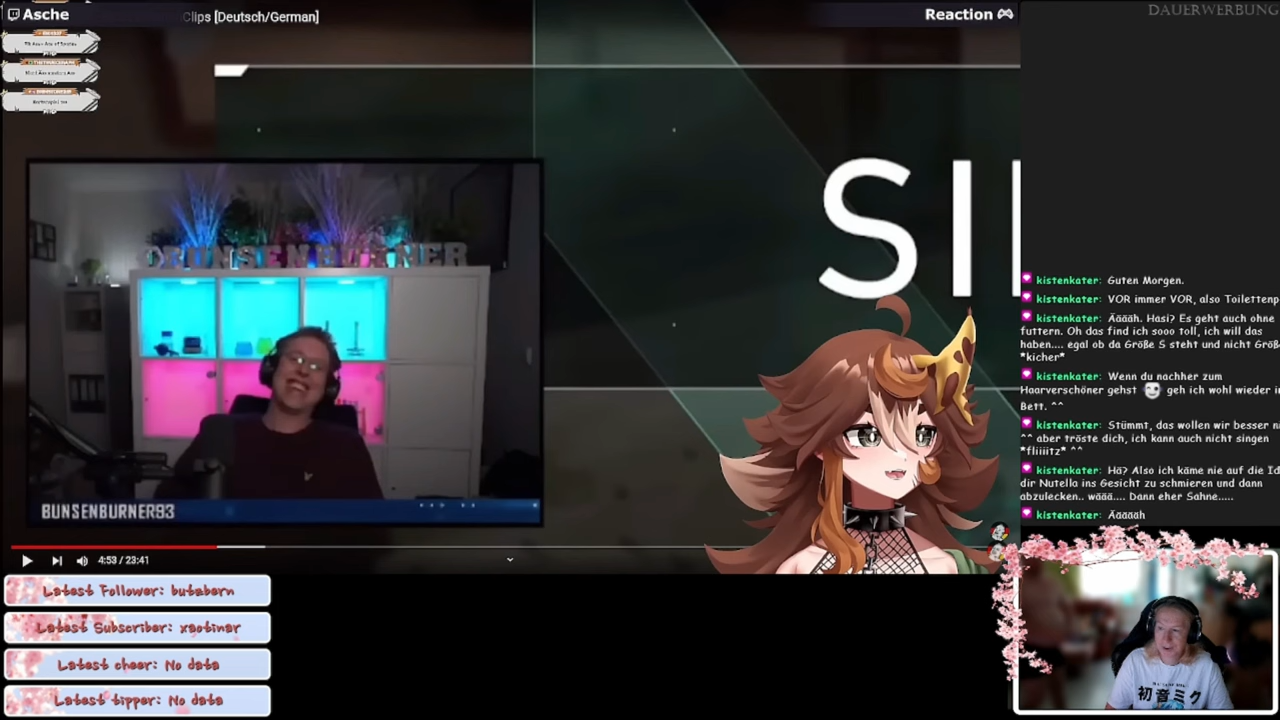 Asche
Clips [Deutsch/German]
Reaction
DAUERWERBUNG
SI
BUNSENBURNER93
4:53 / 23:41
kistenkater: Guten Morgen.
kistenkater: VOR immer VOR, also Toilettenp
kistenkater: Ääääh. Hasi? Es geht auch ohne
futtern. Oh das find ich sooo toll, ich will das
haben.... egal ob da Größe S steht und nicht Größ
*kicher*
kistenkater: Wenn du nachher zum
Haarverschöner gehst geh ich wohl wieder in
Bett. ^^
kistenkater: Stümmt, das wollen wir besser ni
^^ aber tröste dich, ich kann auch nicht singen
*fliiiitz* ^^
kistenkater: Hä? Also ich käme nie auf die Id
dir Nutella ins Gesicht zu schmieren und dann
abzulecken.. wäää.... Dann eher Sahne.....
kistenkater: Äääääh
Latest Follower: butabern
Latest Subscriber: xaotinar
Latest cheer: No data
Latest tipper: No data
初音ミク